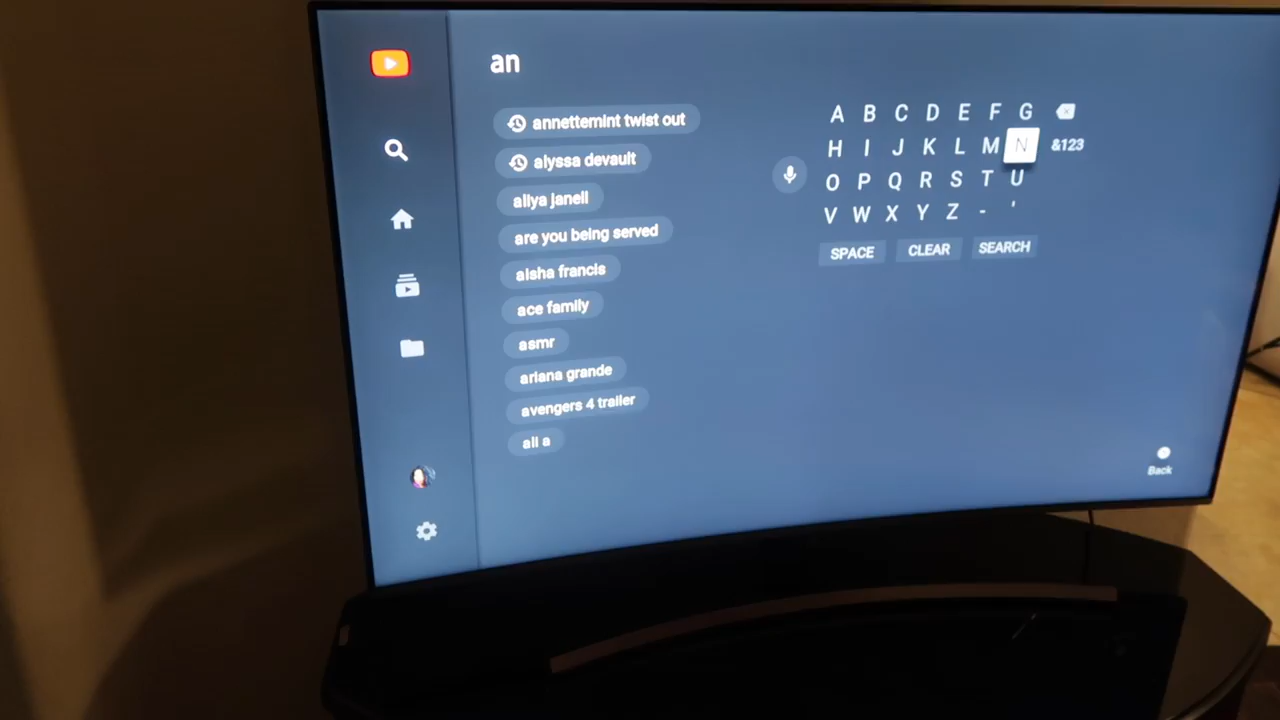 an
annettemint twist out
alyssa devault
aliya janell
are you being served
aisha francis
ace family
asmr
ariana grande
avengers 4 trailer
ali a
A B C D E F G
H I J K L M N &123
O P Q R S T U
V W X Y Z - '
SPACE CLEAR SEARCH
Back